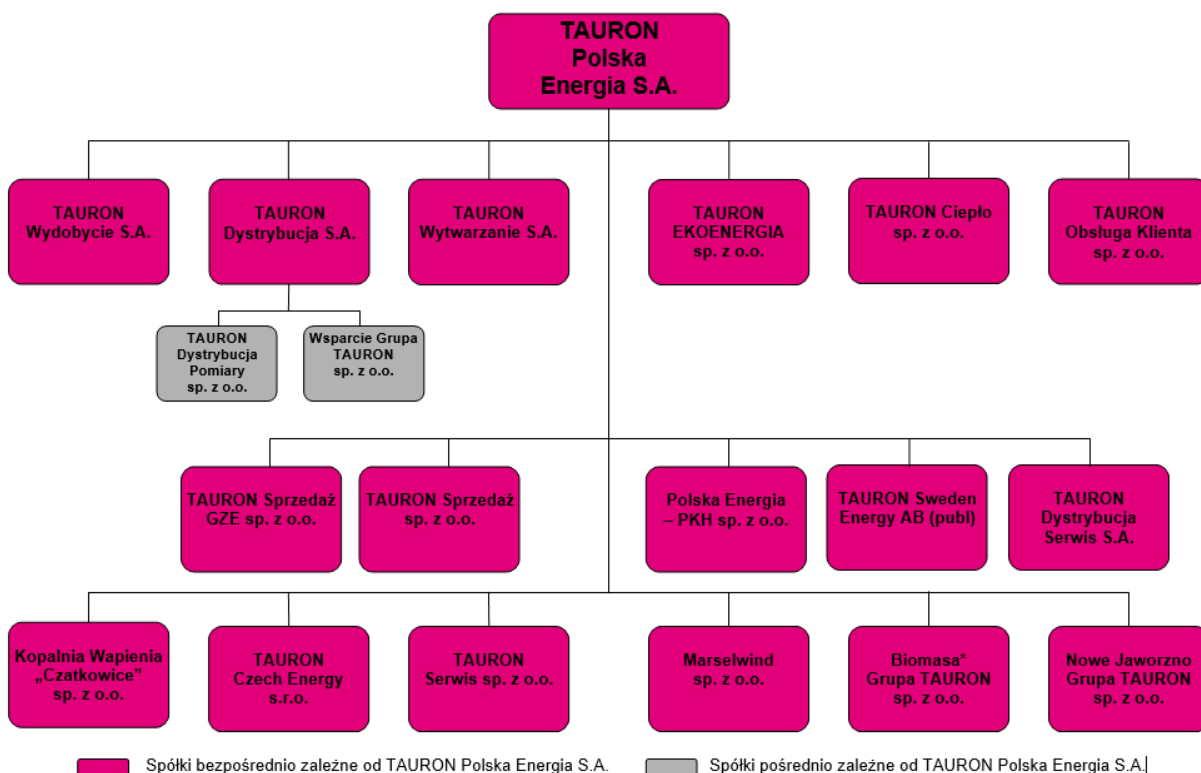 TAURON
Polska
Energia S.A.
TAURON
Wydobycie S.A.
TAURON
Dystrybucja S.A.
TAURON
Wytwarzanie S.A.
TAURON
EKOENERGIA
sp. z o.o.
TAURON Ciepło
sp. z o.o.
TAURON
Obsługa Klienta
sp. z o.o.
TAURON
Dystrybucja
Pomiary
sp. z o.o.
Wsparcie Grupa
TAURON
sp. z o.o.
TAURON Sprzedaż
GZE sp. z o.o.
TAURON Sprzedaż
sp. z o.o.
Polska Energia
– PKH sp. z o.o.
TAURON Sweden
Energy AB (publ)
TAURON
Dystrybucja
Serwis S.A.
Kopalnia Wapienia
„Czatkowice”
sp. z o.o.
TAURON
Czech Energy
s.r.o.
TAURON
Serwis sp. z o.o.
Marselwind
sp. z o.o.
Biomasa*
Grupa TAURON
sp. z o.o.
Nowe Jaworzno
Grupa TAURON
sp. z o.o.
Spółki bezpośrednio zależne od TAURON Polska Energia S.A.
Spółki pośrednio zależne od TAURON Polska Energia S.A.